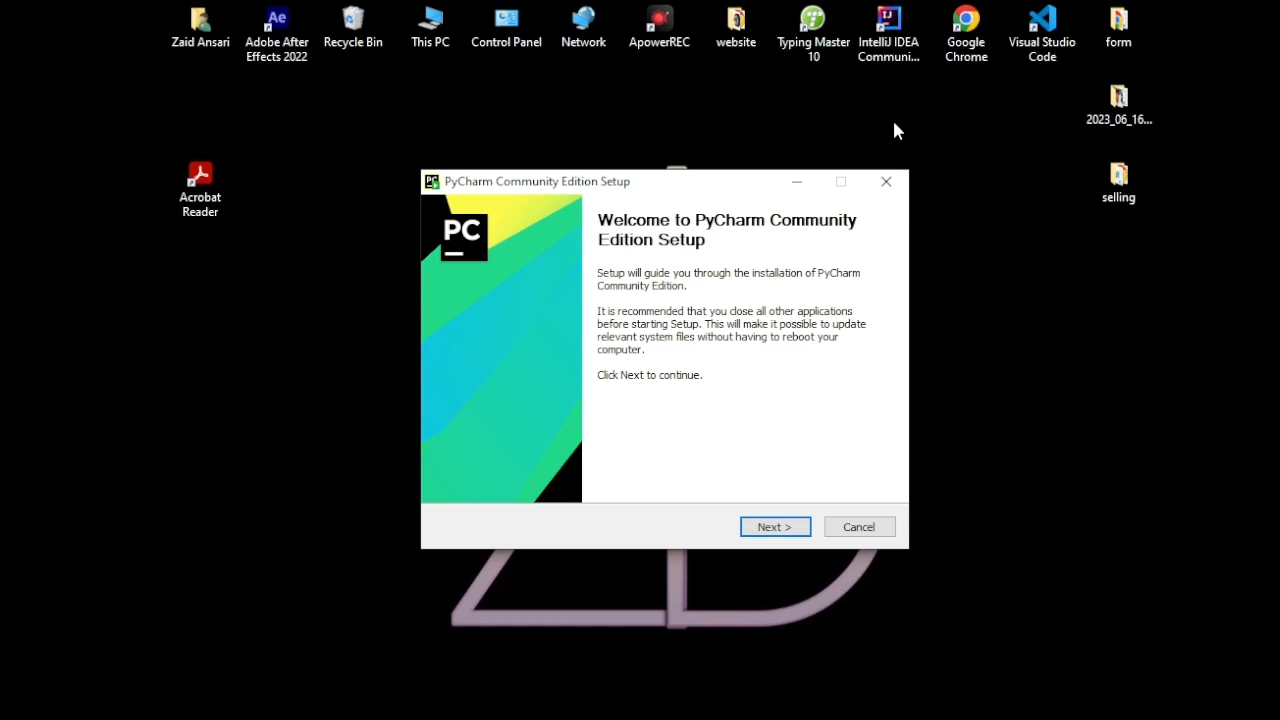 Zaid Ansari
Adobe After
Effects 2022
Recycle Bin
This PC
Control Panel
Network
ApowerREC
website
Typing Master
10
IntelliJ IDEA
Communi...
Google
Chrome
Visual Studio
Code
form
2023_06_16...
Acrobat
Reader
selling
PyCharm Community Edition Setup
PC
Welcome to PyCharm Community
Edition Setup
Setup will guide you through the installation of PyCharm
Community Edition.
It is recommended that you close all other applications
before starting Setup. This will make it possible to update
relevant system files without having to reboot your
computer.
Click Next to continue.
Next >
Cancel